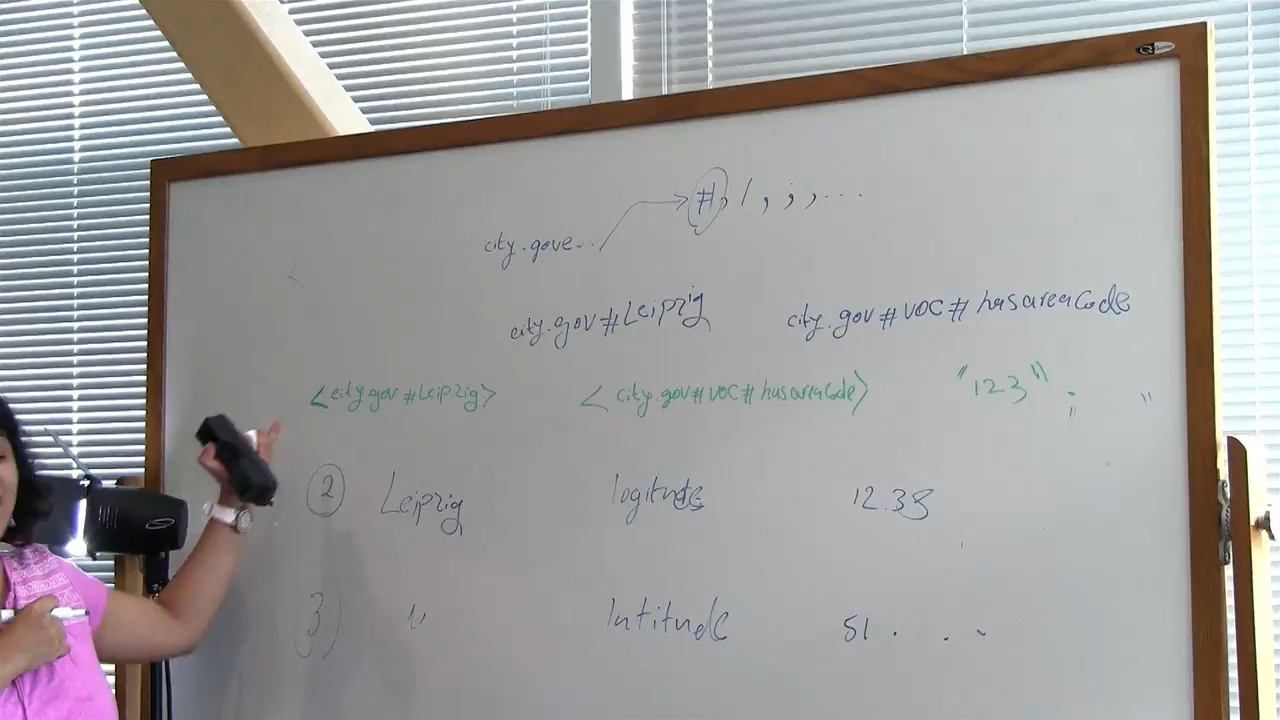 #, /, ; ; , ...
city.gove...
city.gov#Leipzig city.gov#VOC#hasareaCode
<city.gov#Leipzig> <city.gov#VOC#hasareaCode> "123" .
2 Leipzig logitude 12.38
3 " latitude 51 . . .